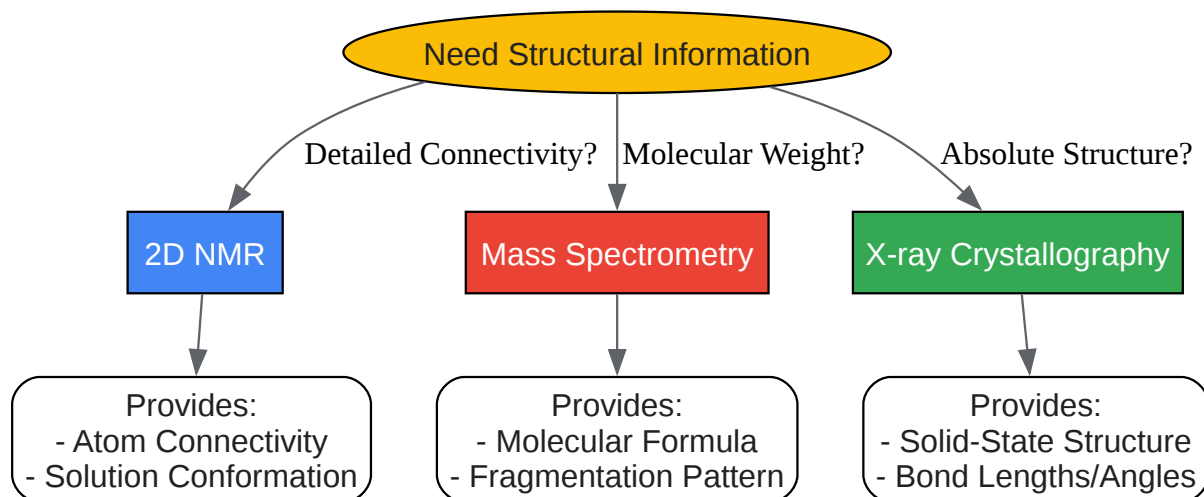 Need Structural Information
Detailed Connectivity?
Molecular Weight?
Absolute Structure?
2D NMR
Mass Spectrometry
X-ray Crystallography
Provides:
- Atom Connectivity
- Solution Conformation
Provides:
- Molecular Formula
- Fragmentation Pattern
Provides:
- Solid-State Structure
- Bond Lengths/Angles